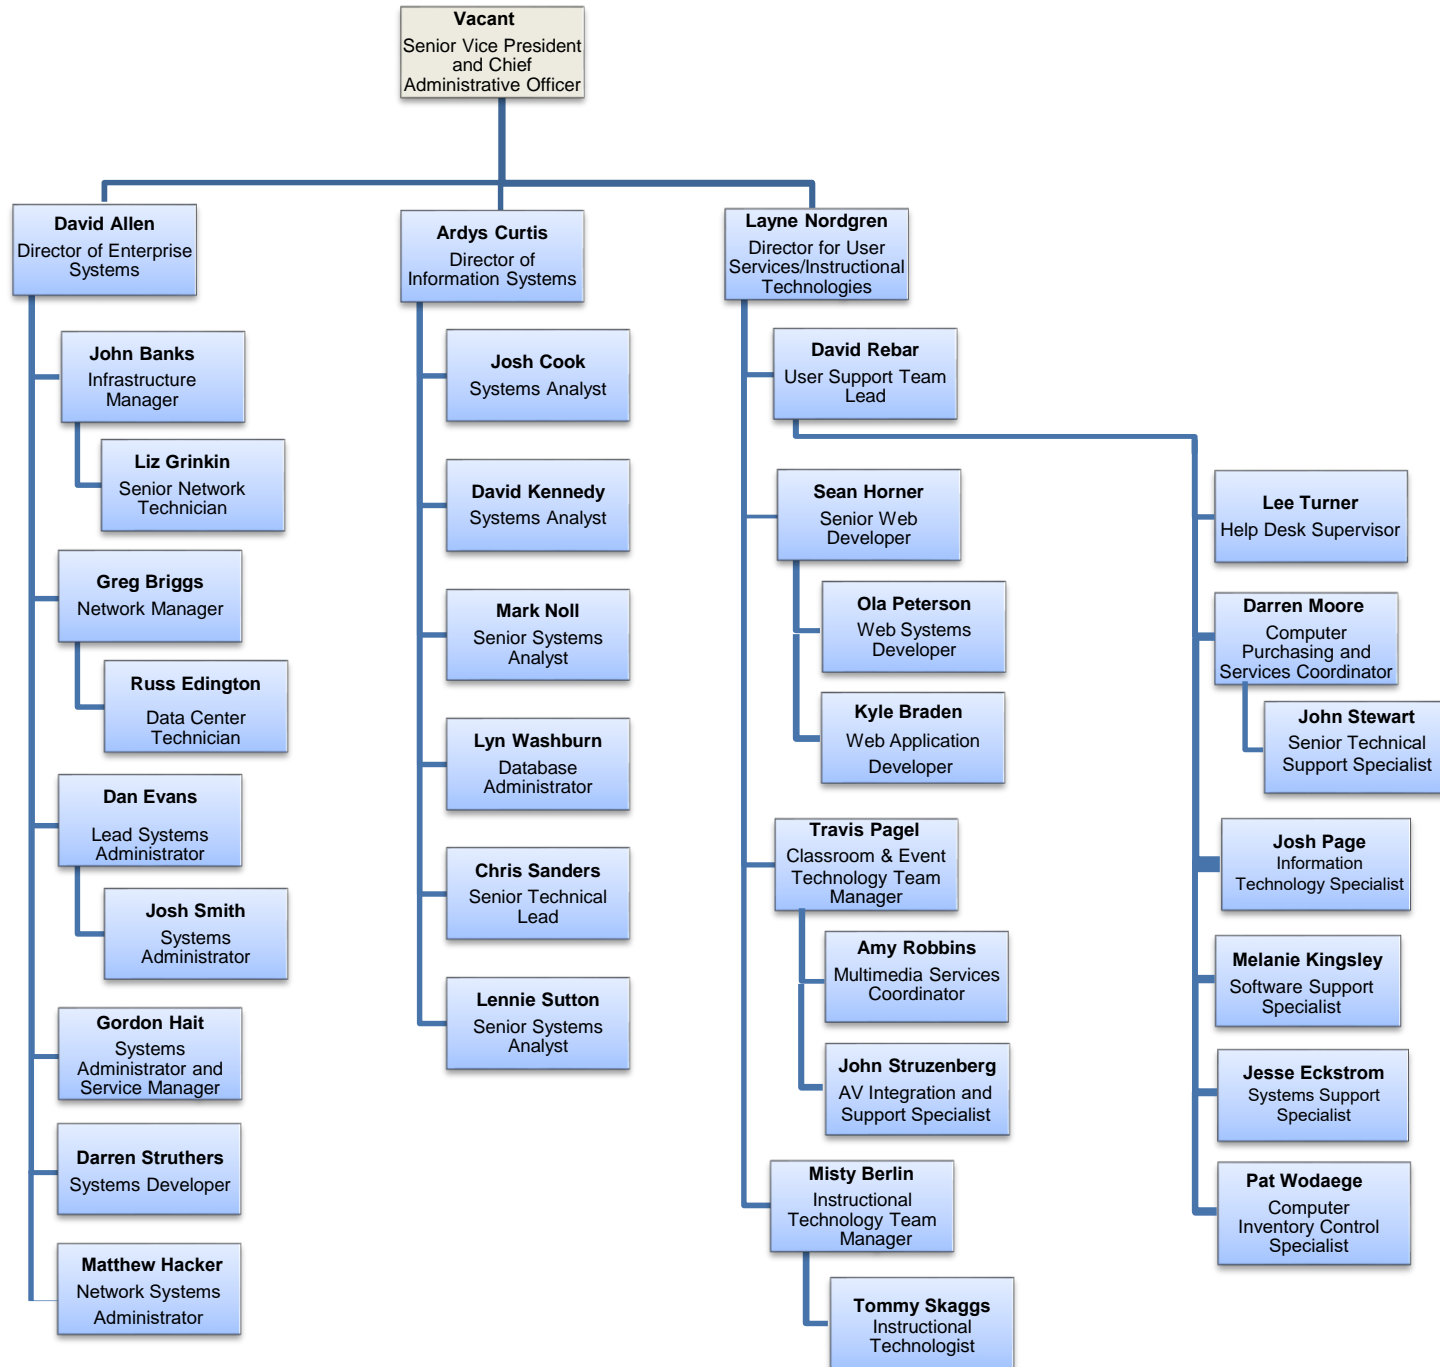 Vacant
Senior Vice President
and Chief
Administrative Officer
David Allen
Director of Enterprise
Systems
John Banks
Infrastructure
Manager
Liz Grinkin
Senior Network
Technician
Greg Briggs
Network Manager
Russ Edington
Data Center
Technician
Dan Evans
Lead Systems
Administrator
Josh Smith
Systems
Administrator
Gordon Hait
Systems
Administrator and
Service Manager
Darren Struthers
Systems Developer
Matthew Hacker
Network Systems
Administrator
Ardys Curtis
Director of
Information Systems
Josh Cook
Systems Analyst
David Kennedy
Systems Analyst
Mark Noll
Senior Systems
Analyst
Lyn Washburn
Database
Administrator
Chris Sanders
Senior Technical
Lead
Lennie Sutton
Senior Systems
Analyst
Layne Nordgren
Director for User
Services/Instructional
Technologies
David Rebar
User Support Team
Lead
Sean Horner
Senior Web
Developer
Ola Peterson
Web Systems
Developer
Kyle Braden
Web Application
Developer
Travis Pagel
Classroom & Event
Technology Team
Manager
Amy Robbins
Multimedia Services
Coordinator
John Struzenberg
AV Integration and
Support Specialist
Misty Berlin
Instructional
Technology Team
Manager
Tommy Skaggs
Instructional
Technologist
Lee Turner
Help Desk Supervisor
Darren Moore
Computer
Purchasing and
Services Coordinator
John Stewart
Senior Technical
Support Specialist
Josh Page
Information
Technology Specialist
Melanie Kingsley
Software Support
Specialist
Jesse Eckstrom
Systems Support
Specialist
Pat Wodaege
Computer
Inventory Control
Specialist